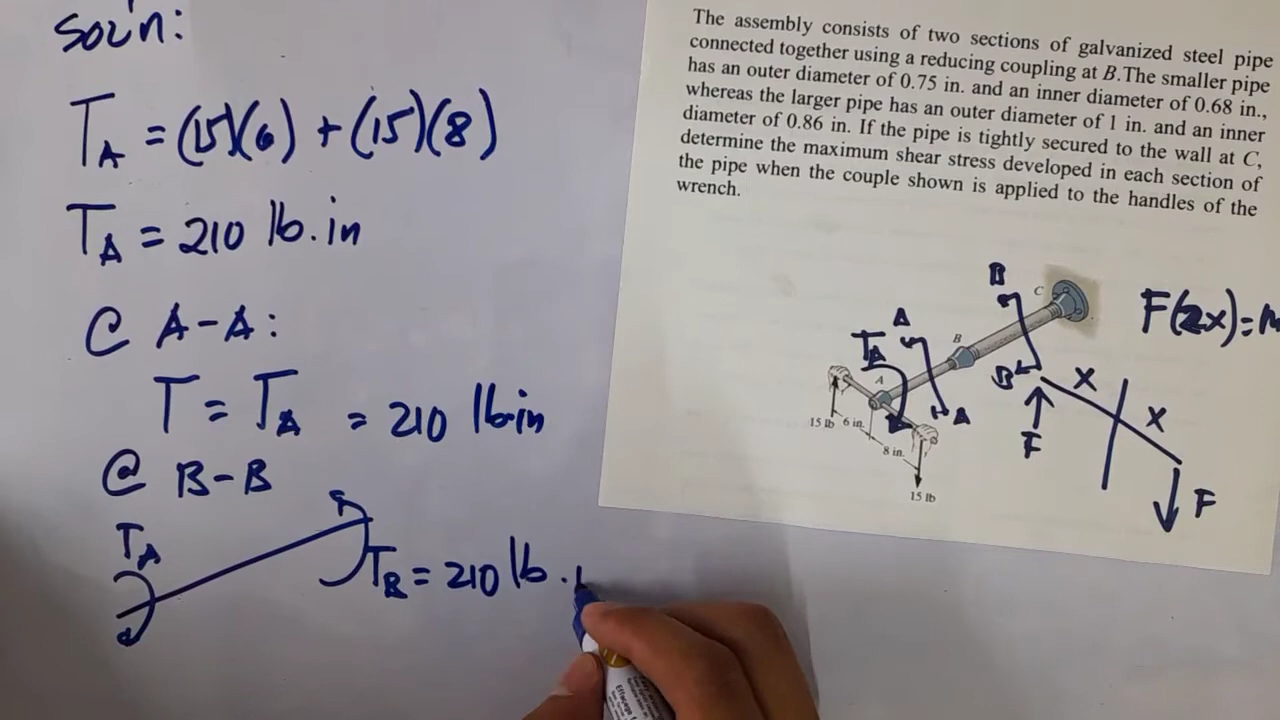 Sol'n:
TA = (15)(6) + (15)(8)
TA = 210 lb.in
@ A-A:
T = TA = 210 lb.in
@ B-B
TA
TB = 210 lb.
The assembly consists of two sections of galvanized steel pipe
connected together using a reducing coupling at B. The smaller pipe
has an outer diameter of 0.75 in. and an inner diameter of 0.68 in.,
whereas the larger pipe has an outer diameter of 1 in. and an inner
diameter of 0.86 in. If the pipe is tightly secured to the wall at C,
determine the maximum shear stress developed in each section of
the pipe when the couple shown is applied to the handles of the
wrench.
B
C
F(2x)=M
A
B
TA
A
B
x
A
x
15 lb
6 in.
F
8 in.
15 lb
F